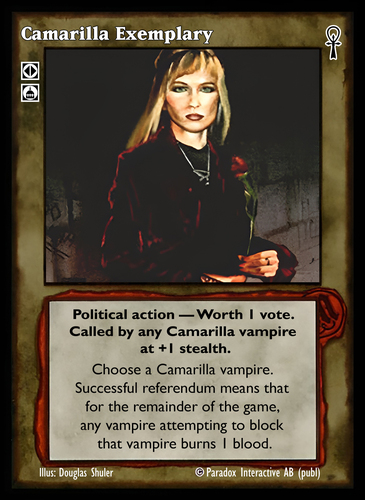 Camarilla Exemplary
Political action — Worth 1 vote.
Called by any Camarilla vampire
at +1 stealth.
Choose a Camarilla vampire.
Successful referendum means that
for the remainder of the game,
any vampire attempting to block
that vampire burns 1 blood.
Illus: Douglas Shuler © Paradox Interactive AB (publ)